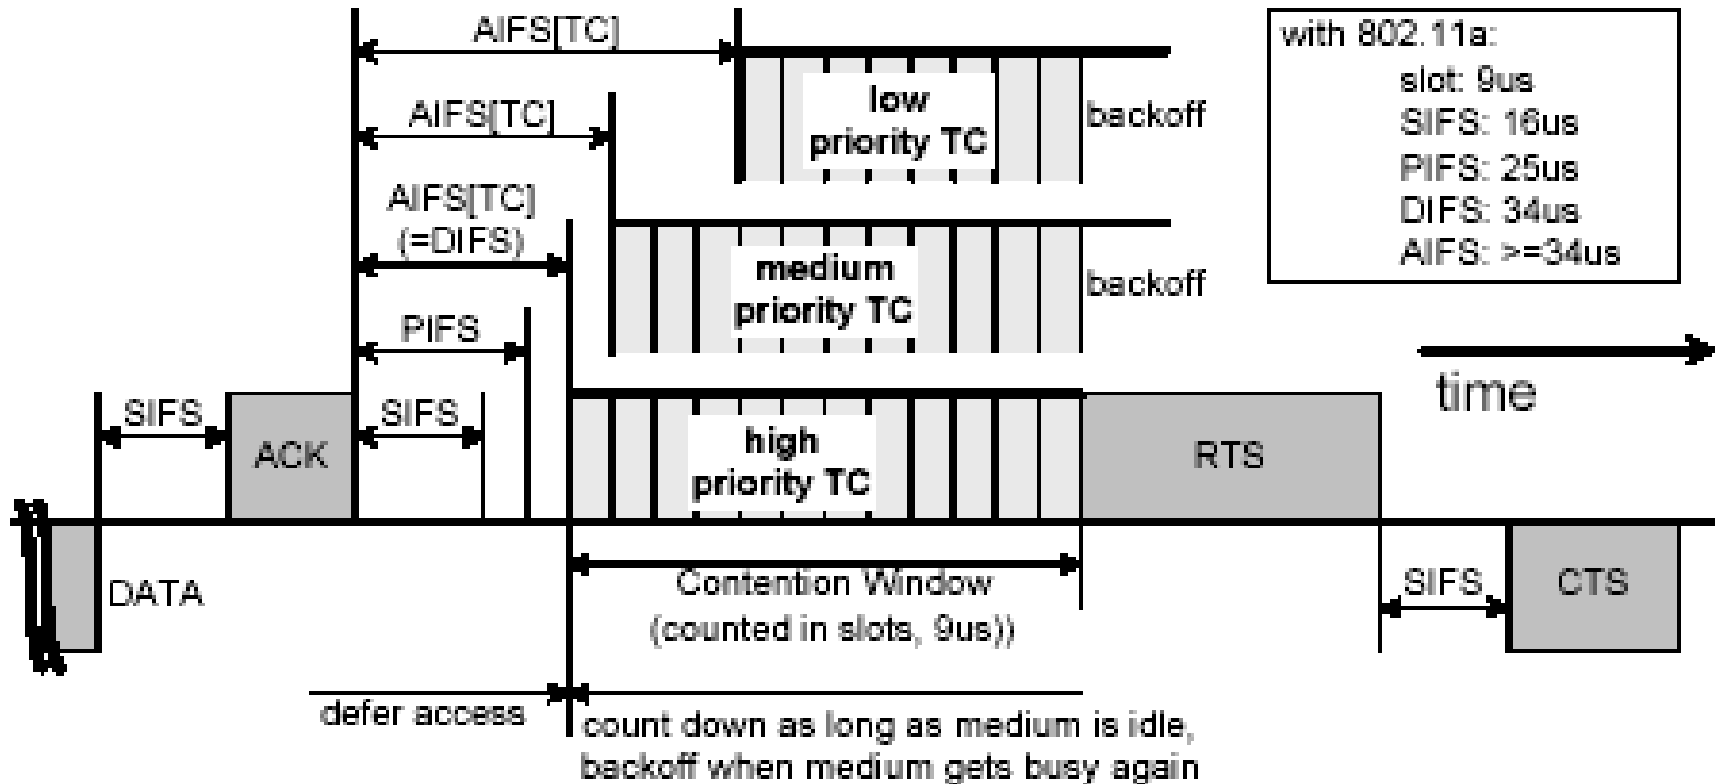 AIFS[TC]
with 802.11a:
slot: 9us
SIFS: 16us
PIFS: 25us
DIFS: 34us
AIFS: >=34us
low
priority TC
backoff
AIFS[TC]
AIFS[TC]
(=DIFS)
medium
priority TC
backoff
PIFS
time
SIFS
ACK
SIFS
high
priority TC
RTS
DATA
Contention Window
(counted in slots, 9us))
SIFS
CTS
defer access
count down as long as medium is idle,
backoff when medium gets busy again